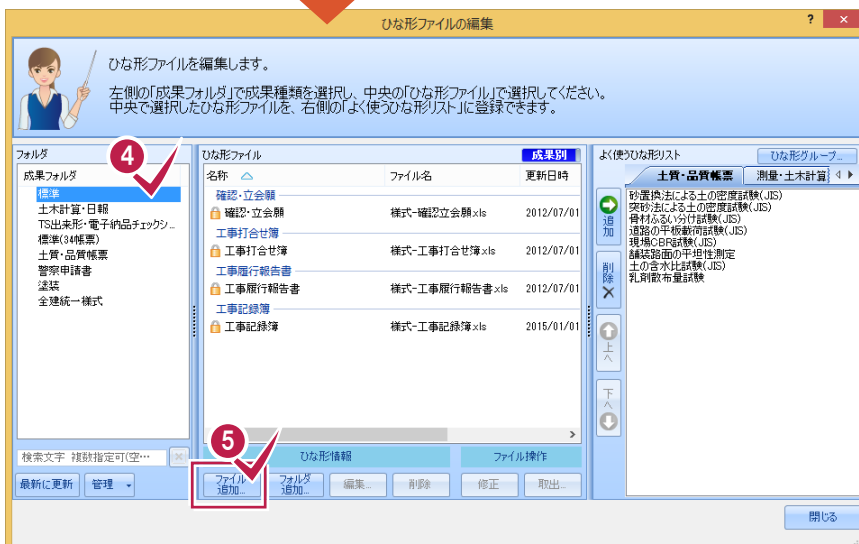 ひな形ファイルの編集
? ×
ひな形ファイルを編集します。
左側の「成果フォルダ」で成果種類を選択し、中央の「ひな形ファイル」で選択してください。
中央で選択したひな形ファイルを、右側の「よく使うひな形リスト」に登録できます。
フォルダ
4
成果フォルダ
標準
土木計算・日報
TS出来形・電子納品チェックシ...
標準(34帳票)
土質・品質帳票
警察申請書
塗装
全建統一様式
検索文字 複数指定可(空…
最新に更新
管理
ひな形ファイル
成果別
名称
ファイル名
更新日時
確認・立会願
確認・立会願 様式-確認立会願.xls 2012/07/01
工事打合せ簿
工事打合せ簿 様式-工事打合せ簿.xls 2012/07/01
工事履行報告書
工事履行報告書 様式-工事履行報告書.xls 2012/07/01
工事記録簿
工事記録簿 様式-工事記録簿.xls 2015/01/01
5
ひな形情報
ファイル操作
ファイル追加...
フォルダ追加...
編集...
削除
修正
取出...
よく使うひな形リスト
ひな形グループ...
土質・品質帳票
測量・土木計算
追加
削除
上へ
下へ
砂置換法による土の密度試験(JIS)
突砂法による土の密度試験(JIS)
骨材ふるい分け試験(JIS)
道路の平板載荷試験(JIS)
現場CBR試験(JIS)
舗装路面の平坦性測定
土の含水比試験(JIS)
乳剤散布量試験
閉じる